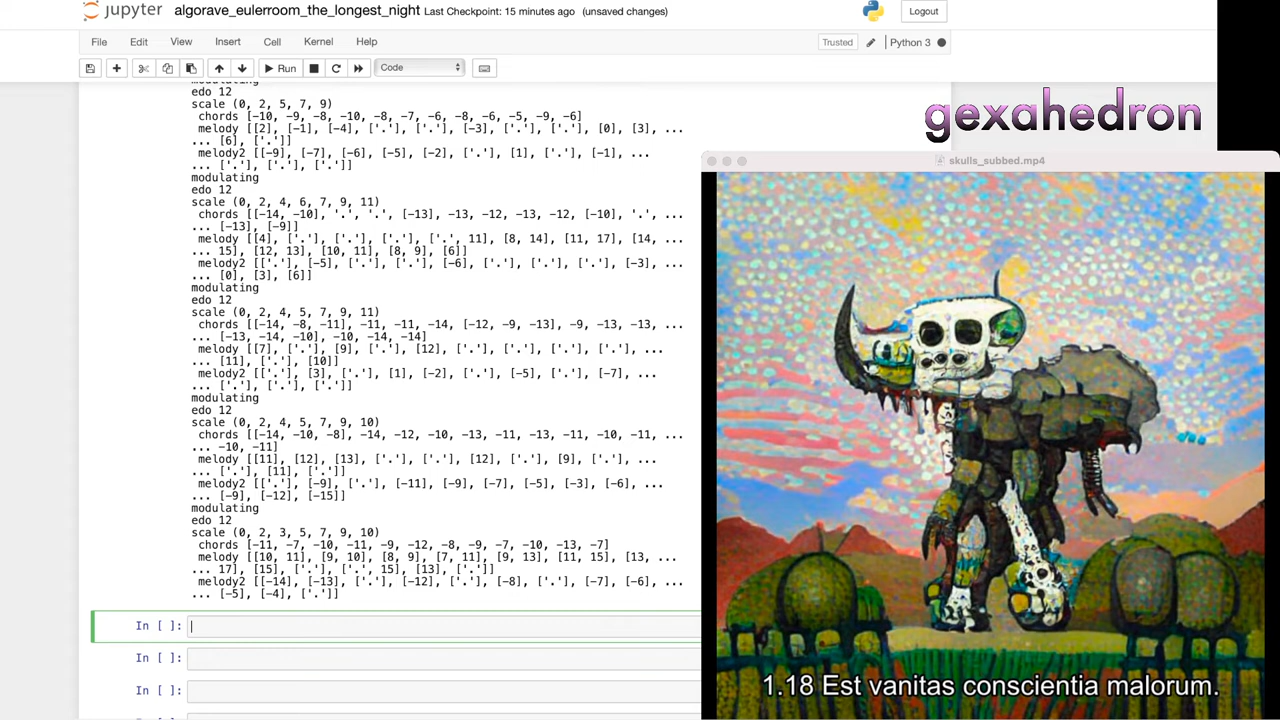 jupyter algorave_eulerroom_the_longest_night Last Checkpoint: 15 minutes ago (unsaved changes) Logout
File Edit View Insert Cell Kernel Help Trusted Python 3
Run Code
modulating
edo 12
scale (0, 2, 5, 7, 9)
chords [-10, -9, -8, -10, -8, -7, -6, -8, -6, -5, -9, -6]
melody [[2], [-1], [-4], ['.'], ['.'], [-3], ['.'], ['.'], [0], [3], ...
... [6], ['.']]
melody2 [[-9], [-7], [-6], [-5], [-2], ['.'], [1], ['.'], [-1], ...
... ['.'], ['.'], ['.']]
modulating
edo 12
scale (0, 2, 4, 6, 7, 9, 11)
chords [[-14, -10], '.', '.', [-13], -13, -12, -13, -12, [-10], '.', ...
... [-13], [-9]]
melody [[4], ['.'], ['.'], ['.'], ['.', 11], [8, 14], [11, 17], [14, ...
... 15], [12, 13], [10, 11], [8, 9], [6]]
melody2 [['.'], [-5], ['.'], ['.'], [-6], ['.'], ['.'], ['.'], [-3], ...
... [0], [3], [6]]
modulating
edo 12
scale (0, 2, 4, 5, 7, 9, 11)
chords [[-14, -8, -11], -11, -11, -14, [-12, -9, -13], -9, -13, -13, ...
... [-13, -14, -10], -10, -14, -14]
melody [[7], ['.'], [9], ['.'], [12], ['.'], ['.'], ['.'], ['.'], ...
... [11], ['.'], [10]]
melody2 [['.'], [3], ['.'], [1], [-2], ['.'], [-5], ['.'], [-7], ...
... ['.'], ['.'], ['.']]
modulating
edo 12
scale (0, 2, 4, 5, 7, 9, 10)
chords [[-14, -10, -8], -14, -12, -10, -13, -11, -13, -11, -10, -11, ...
... -10, -11]
melody [[11], [12], [13], ['.'], ['.'], ['.'], [12], ['.'], [9], ['.'], ...
... ['.'], [11], ['.']]
melody2 [['.'], [-9], ['.'], [-11], [-9], [-7], [-5], [-3], [-6], ...
... [-9], [-12], [-15]]
modulating
edo 12
scale (0, 2, 3, 5, 7, 9, 10)
chords [-11, -7, -10, -11, -9, -12, -8, -9, -7, -10, -13, -7]
melody [[10, 11], [9, 10], [8, 9], [7, 11], [9, 13], [11, 15], [13, ...
... 17], [15], ['.'], ['.', 15], [13], ['.']]
melody2 [[-14], [-13], ['.'], [-12], ['.'], [-8], ['.'], [-7], [-6], ...
... [-5], [-4], ['.']]
In [ ]:
In [ ]:
In [ ]:
gexahedron
skulls_subbed.mp4
1.18 Est vanitas conscientia malorum.